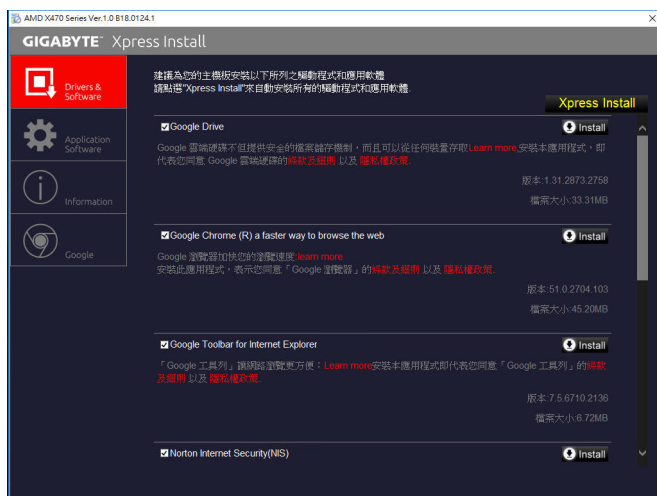 AMD X470 Series Ver.1.0 B18.0124.1
GIGABYTE™ Xpress Install
Drivers &
Software
Application
Software
Information
Google
建議為您的主機板安裝以下所列之驅動程式和應用軟體
請點選"Xpress Install"來自動安裝所有的驅動程式和應用軟體.
Xpress Install
Google Drive
Install
Google 雲端硬碟不但提供安全的檔案儲存機制，而且可以從任何裝置存取Learn more.安裝本應用程式，即
代表您同意 Google 雲端硬碟的條款及細則 以及 隱私權政策.
版本:1.31.2873.2758
檔案大小:33.31MB
Google Chrome (R) a faster way to browse the web
Install
Google 瀏覽器加快您的瀏覽速度:learn more
安裝此應用程式，表示您同意「Google 瀏覽器」的條款及細則 以及 隱私權政策.
版本:51.0.2704.103
檔案大小:45.20MB
Google Toolbar for Internet Explorer
Install
「Google 工具列」讓網路瀏覽更方便：Learn more安裝本應用程式即代表您同意「Google 工具列」的條款
及細則 以及 隱私權政策.
版本:7.5.6710.2136
檔案大小:6.72MB
Norton Internet Security(NIS)
Install